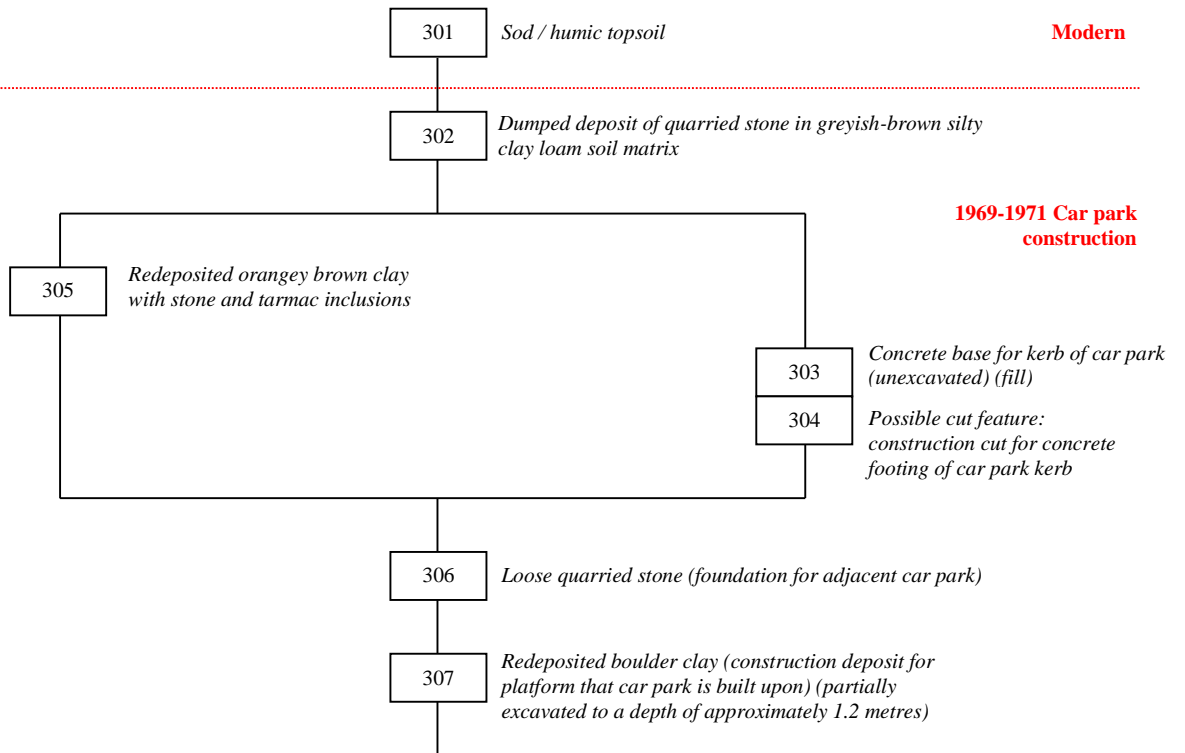 301
Sod / humic topsoil
Modern
302
Dumped deposit of quarried stone in greyish-brown silty
clay loam soil matrix
1969-1971 Car park
construction
305
Redeposited orangey brown clay
with stone and tarmac inclusions
303
Concrete base for kerb of car park
(unexcavated) (fill)
304
Possible cut feature:
construction cut for concrete
footing of car park kerb
306
Loose quarried stone (foundation for adjacent car park)
307
Redeposited boulder clay (construction deposit for
platform that car park is built upon) (partially
excavated to a depth of approximately 1.2 metres)